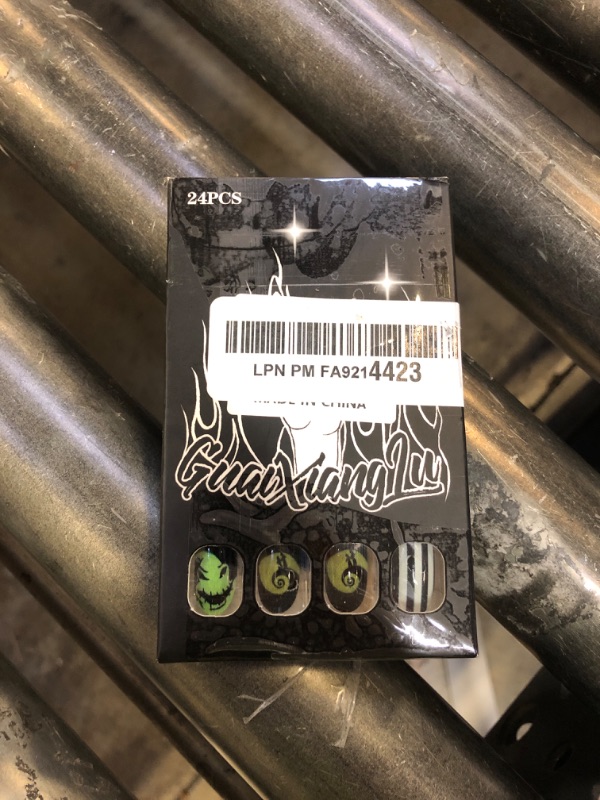 24PCS
LPN PM FA9214423
MADE IN CHINA
GuaiXiangLu